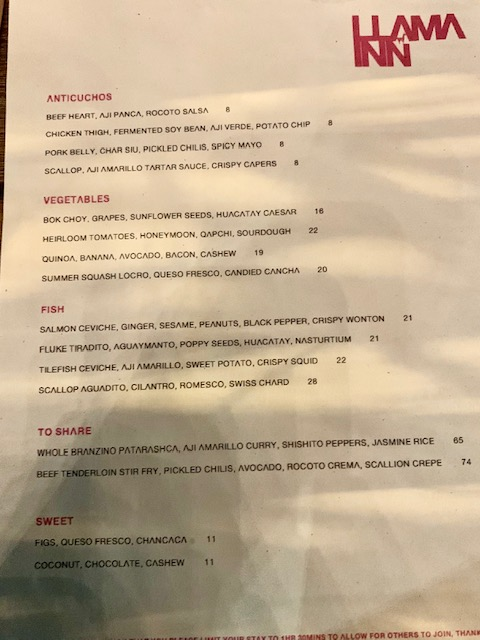 LLAMA
INN
ANTICUCHOS
BEEF HEART, AJI PANCA, ROCOTO SALSA 8
CHICKEN THIGH, FERMENTED SOY BEAN, AJI VERDE, POTATO CHIP 8
PORK BELLY, CHAR SIU, PICKLED CHILIS, SPICY MAYO 8
SCALLOP, AJI AMARILLO TARTAR SAUCE, CRISPY CAPERS 8
VEGETABLES
BOK CHOY, GRAPES, SUNFLOWER SEEDS, HUACATAY CAESAR 16
HEIRLOOM TOMATOES, HONEYMOON, QAPCHI, SOURDOUGH 22
QUINOA, BANANA, AVOCADO, BACON, CASHEW 19
SUMMER SQUASH LOCRO, QUESO FRESCO, CANDIED CANCHA 20
FISH
SALMON CEVICHE, GINGER, SESAME, PEANUTS, BLACK PEPPER, CRISPY WONTON 21
FLUKE TIRADITO, AGUAYMANTO, POPPY SEEDS, HUACATAY, NASTURTIUM 21
TILEFISH CEVICHE, AJI AMARILLO, SWEET POTATO, CRISPY SQUID 22
SCALLOP AGUADITO, CILANTRO, ROMESCO, SWISS CHARD 28
TO SHARE
WHOLE BRANZINO PATARASHCA, AJI AMARILLO CURRY, SHISHITO PEPPERS, JASMINE RICE 65
BEEF TENDERLOIN STIR FRY, PICKLED CHILIS, AVOCADO, ROCOTO CREMA, SCALLION CREPE 74
SWEET
FIGS, QUESO FRESCO, CHANCACA 11
COCONUT, CHOCOLATE, CASHEW 11
PLEASE LIMIT YOUR STAY TO 1HR 30MINS TO ALLOW FOR OTHERS TO JOIN, THANK